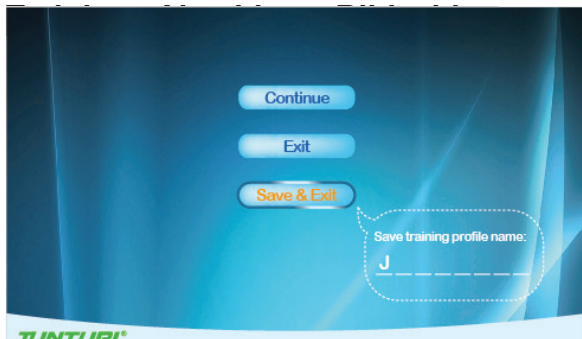 Continue
Exit
Save & Exit
Save training profile name:
J _ _ _ _ _ _ _
TUNTURI®